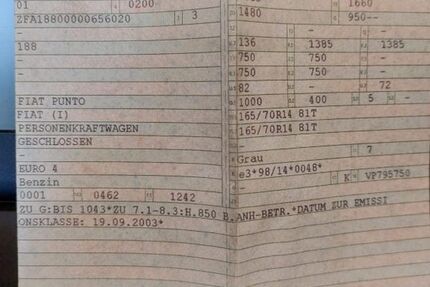 01 0200-
ZFA18800000656020 3
-
188
FIAT PUNTO
FIAT (I)
PERSONENKRAFTWAGEN
GESCHLOSSEN
-
EURO 4
Benzin
0001 0462 1242
1660
1480 950--
--
136 1385 1385
750 750 --
750 750 --
82 -- 72
1000 400 5 -
165/70R14 81T
165/70R14 81T
-
- 7
Grau
e3*98/14*0048*
K VP795750
ZU G:BIS 1043*ZU 7.1-8.3:H.850 B.ANH-BETR.*DATUM ZUR EMISSI
ONSKLASSE: 19.09.2003*